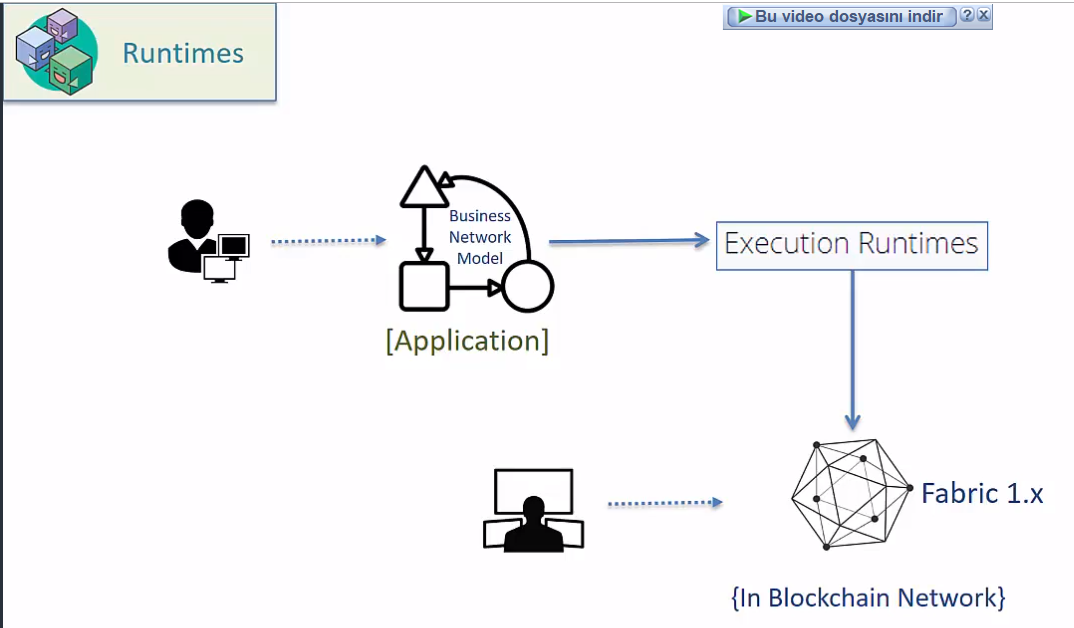 Runtimes
Bu video dosyasını indir
Business
Network
Model
Execution Runtimes
[Application]
Fabric 1.x
{In Blockchain Network}